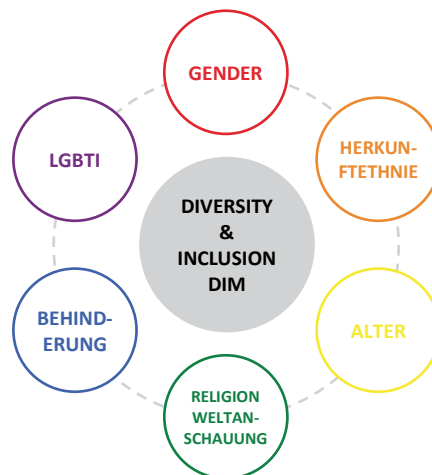 GENDER
HERKUN-
FTETHNIE
ALTER
RELIGION
WELTAN-
SCHAUUNG
BEHIND-
ERUNG
LGBTI
DIVERSITY
&
INCLUSION
DIM